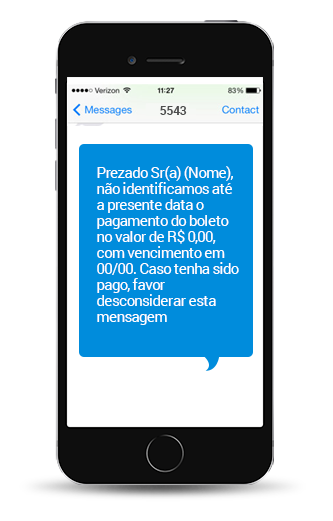 Verizon 11:27 83%
Messages 5543 Contact
Prezado Sr(a) (Nome),
não identificamos até
a presente data o
pagamento do boleto
no valor de R$ 0,00,
com vencimento em
00/00. Caso tenha sido
pago, favor
desconsiderar esta
mensagem